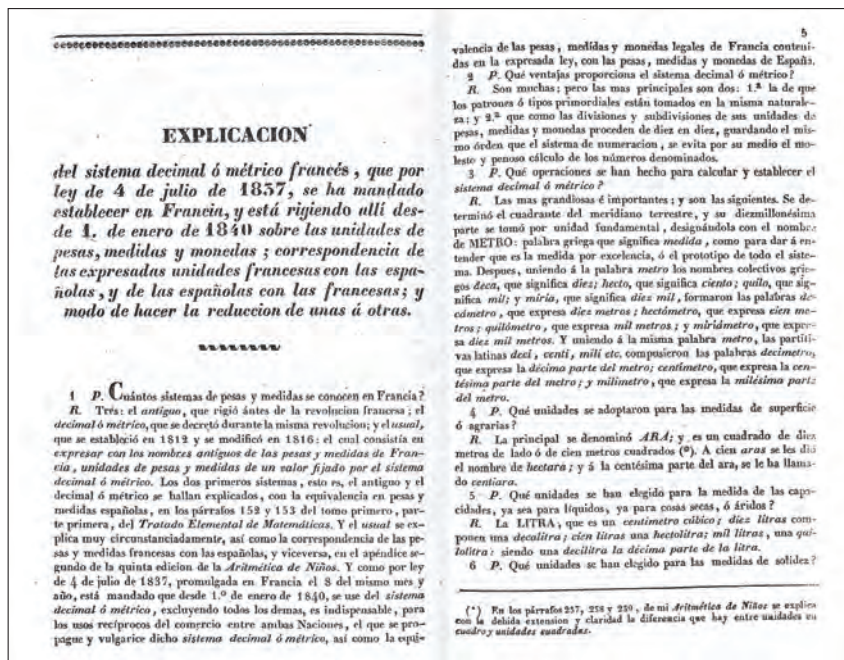 EXPLICACION
del sistema decimal ó métrico francés, que por
ley de 4 de julio de 1837, se ha mandado
establecer en Francia, y está rigiendo allí des-
de 1. de enero de 1840 sobre las unidades de
pesas, medidas y monedas; correspondencia de
las expresadas unidades francesas con las espa-
ñolas, y de las españolas con las francesas; y
modo de hacer la reduccion de unas á otras.
1 P. Cuántos sistemas de pesas y medidas se conocen en Francia?
R. Trés: el antiguo, que rigió ántes de la revolucion francesa; el
decimal ó métrico, que se decretó durante la misma revolucion; y el usual,
que se estableció en 1812 y se modificó en 1816: el cual consistía en
expresar con los nombres antiguos de las pesas y medidas de Fran-
cia, unidades de pesas y medidas de un valor fijado por el sistema
decimal ó métrico. Los dos primeros sistemas, esto es, el antiguo y el
decimal ó métrico se hallan explicados, con la equivalencia en pesas y
medidas españolas, en los párrafos 152 y 153 del tomo primero, par-
te primera, del Tratado Elemental de Matemáticas. Y el usual se ex-
plica muy circunstanciadamente, así como la correspondencia de las pe-
sas y medidas francesas con las españolas, y viceversa, en el apéndice se-
gundo de la quinta edicion de la Aritmética de Niños. Y como por ley
de 4 de julio de 1837, promulgada en Francia el 8 del mismo mes y
año, está mandado que desde 1.º de enero de 1840, se use del sistema
decimal ó métrico, excluyendo todos los demas, es indispensable, para
los usos recíprocos del comercio entre ambas Naciones, el que se pro-
pague y vulgarice dicho sistema decimal ó métrico, así como la equi-
5
valencia de las pesas, medidas y monedas legales de Francia conteni-
das en la expresada ley, con las pesas, medidas y monedas de España.
2 P. Qué ventajas proporciona el sistema decimal ó métrico?
R. Son muchas; pero las mas principales son dos: 1.ª la de que
los patrones ó tipos primordiales están tomados en la misma naturale-
za; y 2.ª que como las divisiones y subdivisiones de sus unidades de
pesas, medidas y monedas proceden de diez en diez, guardando el mis-
mo órden que el sistema de numeracion, se evita por su medio el mo-
lesto y penoso cálculo de los números denominados.
3 P. Qué operaciones se han hecho para calcular y establecer el
sistema decimal ó métrico?
R. Las mas grandiosas é importantes; y son las siguientes. Se de-
terminó el cuadrante del meridiano terrestre, y su diezmillonésima
parte se tomó por unidad fundamental, designándola con el nombre
de METRO: palabra griega que significa medida, como para dar á en-
tender que es la medida por excelencia, ó el prototipo de todo el siste-
ma. Despues, uniendo á la palabra metro los nombres colectivos grie-
gos deca, que significa diez; hecto, que significa ciento; quilo, que sig-
nifica mil; y miria, que significa diez mil, formaron las palabras de-
cámetro, que expresa diez metros; hectómetro, que expresa cien me-
tros; quilómetro, que expresa mil metros; y miriámetro, que expre-
sa diez mil metros. Y uniendo á la misma palabra metro, las partiti-
vas latinas deci, centi, mili etc. compusieron las palabras decimetro,
que expresa la décima parte del metro; centimetro, que expresa la cen-
tésima parte del metro; y milimetro, que expresa la milésima parte
del metro.
4 P. Qué unidades se adoptaron para las medidas de superficie
ó agrarias?
R. La principal se denominó ARA; y es un cuadrado de diez
metros de lado ó de cien metros cuadrados (*). A cien aras se les dió
el nombre de hectara; y á la centésima parte del ara, se le ha llama-
do centiara.
5 P. Qué unidades se han elegido para la medida de las capa-
cidades, ya sea para líquidos, ya para cosas secas, ó áridos?
R. La LITRA, que es un centímetro cúbico; diez litras com-
ponen una decalitra; cien litras una hectolitra; mil litras, una qui-
lolitra: siendo una decilitra la décima parte de la litra.
6 P. Qué unidades se han elegido para las medidas de solidez?
(*) En los párrafos 257, 258 y 259, de mi Aritmética de Niños se explica
con la debida extension y claridad la diferencia que hay entre unidades en
cuadro y unidades cuadradas.